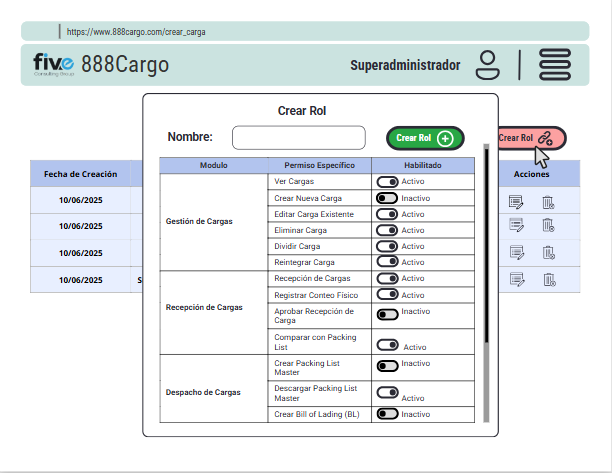 https://www.888cargo.com/crear_carga
five
Consulting Group
888Cargo
Superadministrador
Crear Rol
Nombre:
Crear Rol
Crear Rol
Fecha de Creación
Acciones
10/06/2025
10/06/2025
10/06/2025
10/06/2025
S
Modulo
Permiso Específico
Habilitado
Gestión de Cargas
Ver Cargas
Activo
Crear Nueva Carga
Inactivo
Editar Carga Existente
Activo
Eliminar Carga
Activo
Dividir Carga
Activo
Reintegrar Carga
Activo
Recepción de Cargas
Recepción de Cargas
Activo
Registrar Conteo Físico
Activo
Aprobar Recepción de
Carga
Inactivo
Comparar con Packing
List
Activo
Despacho de Cargas
Crear Packing List
Master
Inactivo
Descargar Packing List
Master
Activo
Crear Bill of Lading (BL)
Inactivo